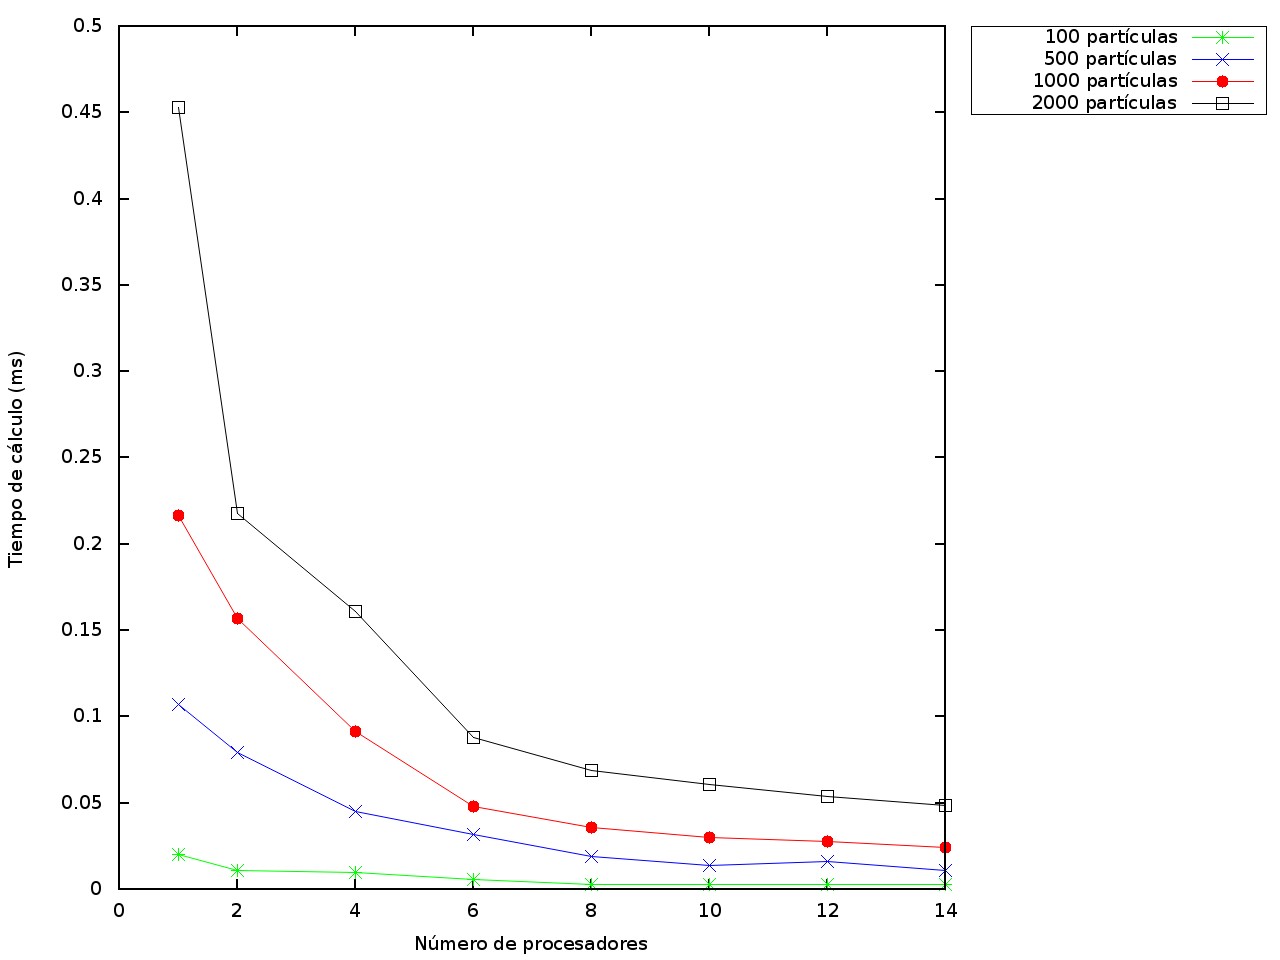 0.5
0.45
0.4
0.35
0.3
0.25
0.2
0.15
0.1
0.05
0
0 2 4 6 8 10 12 14
Tiempo de cálculo (ms)
Número de procesadores
100 partículas
500 partículas
1000 partículas
2000 partículas